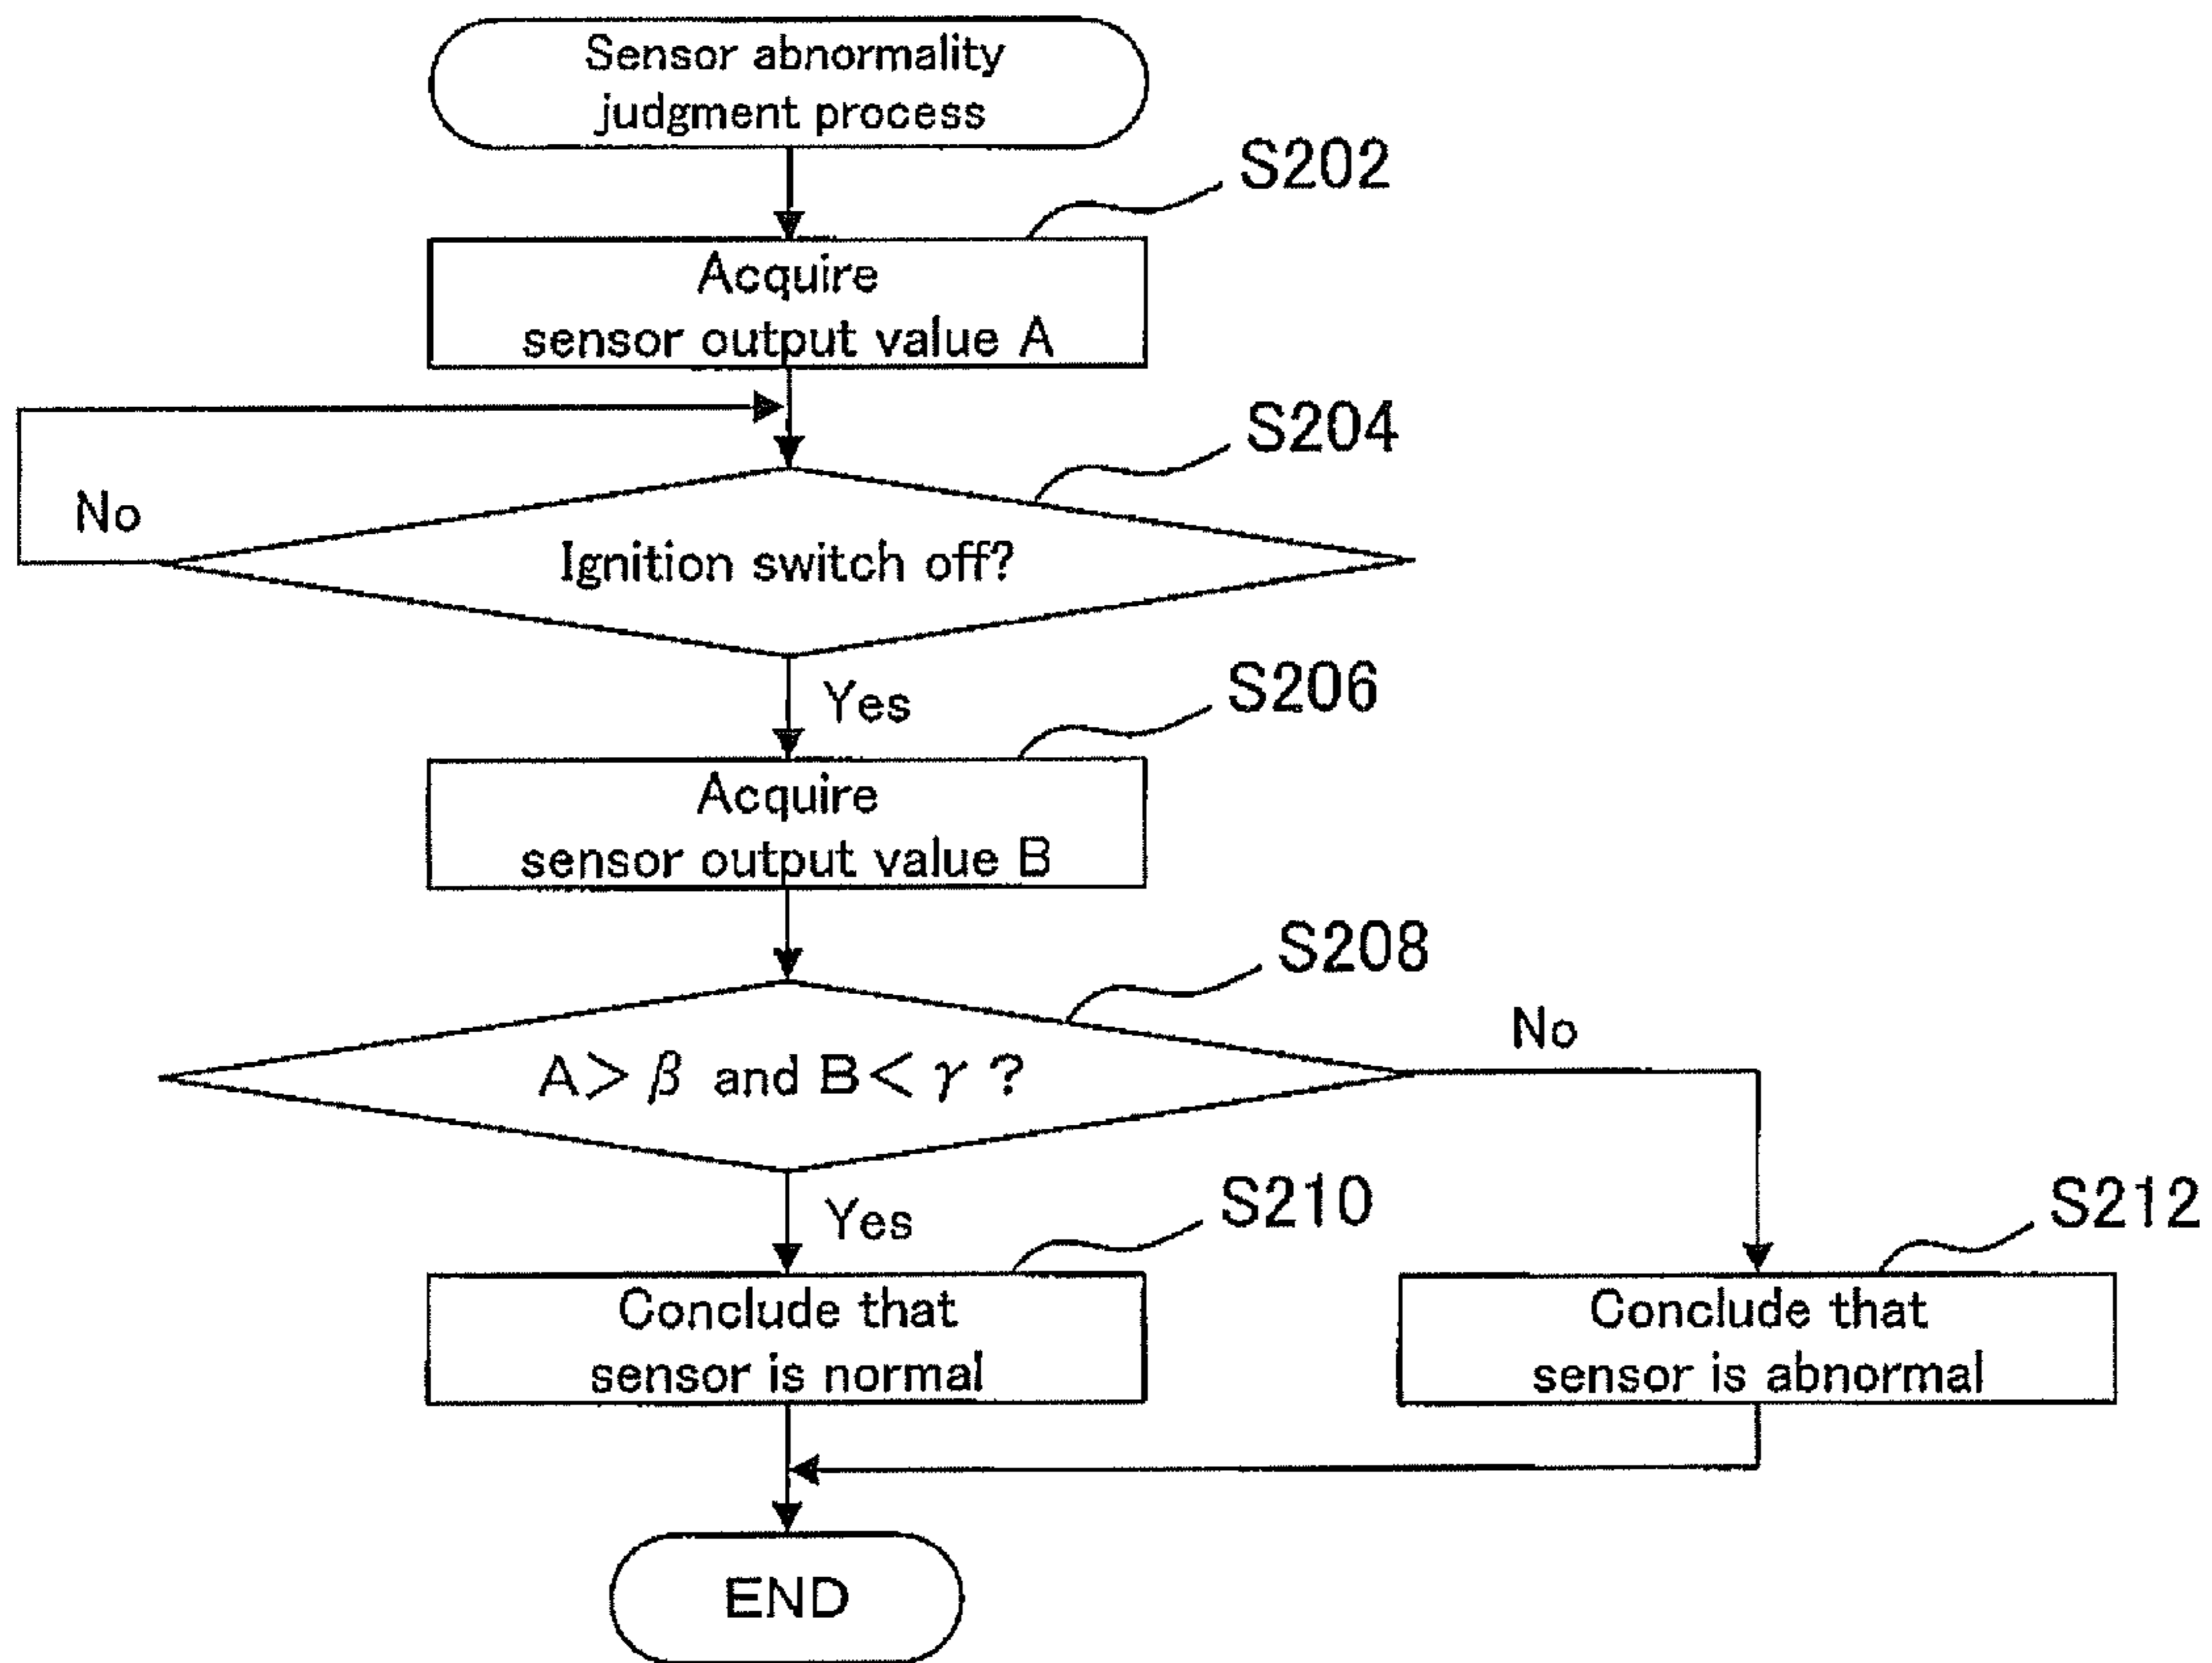 Sensor abnormality
judgment process
S202
Acquire
sensor output value A
S204
No
Ignition switch off?
Yes
S206
Acquire
sensor output value B
S208
No
A > β and B < γ ?
Yes
S210
S212
Conclude that
sensor is normal
Conclude that
sensor is abnormal
END